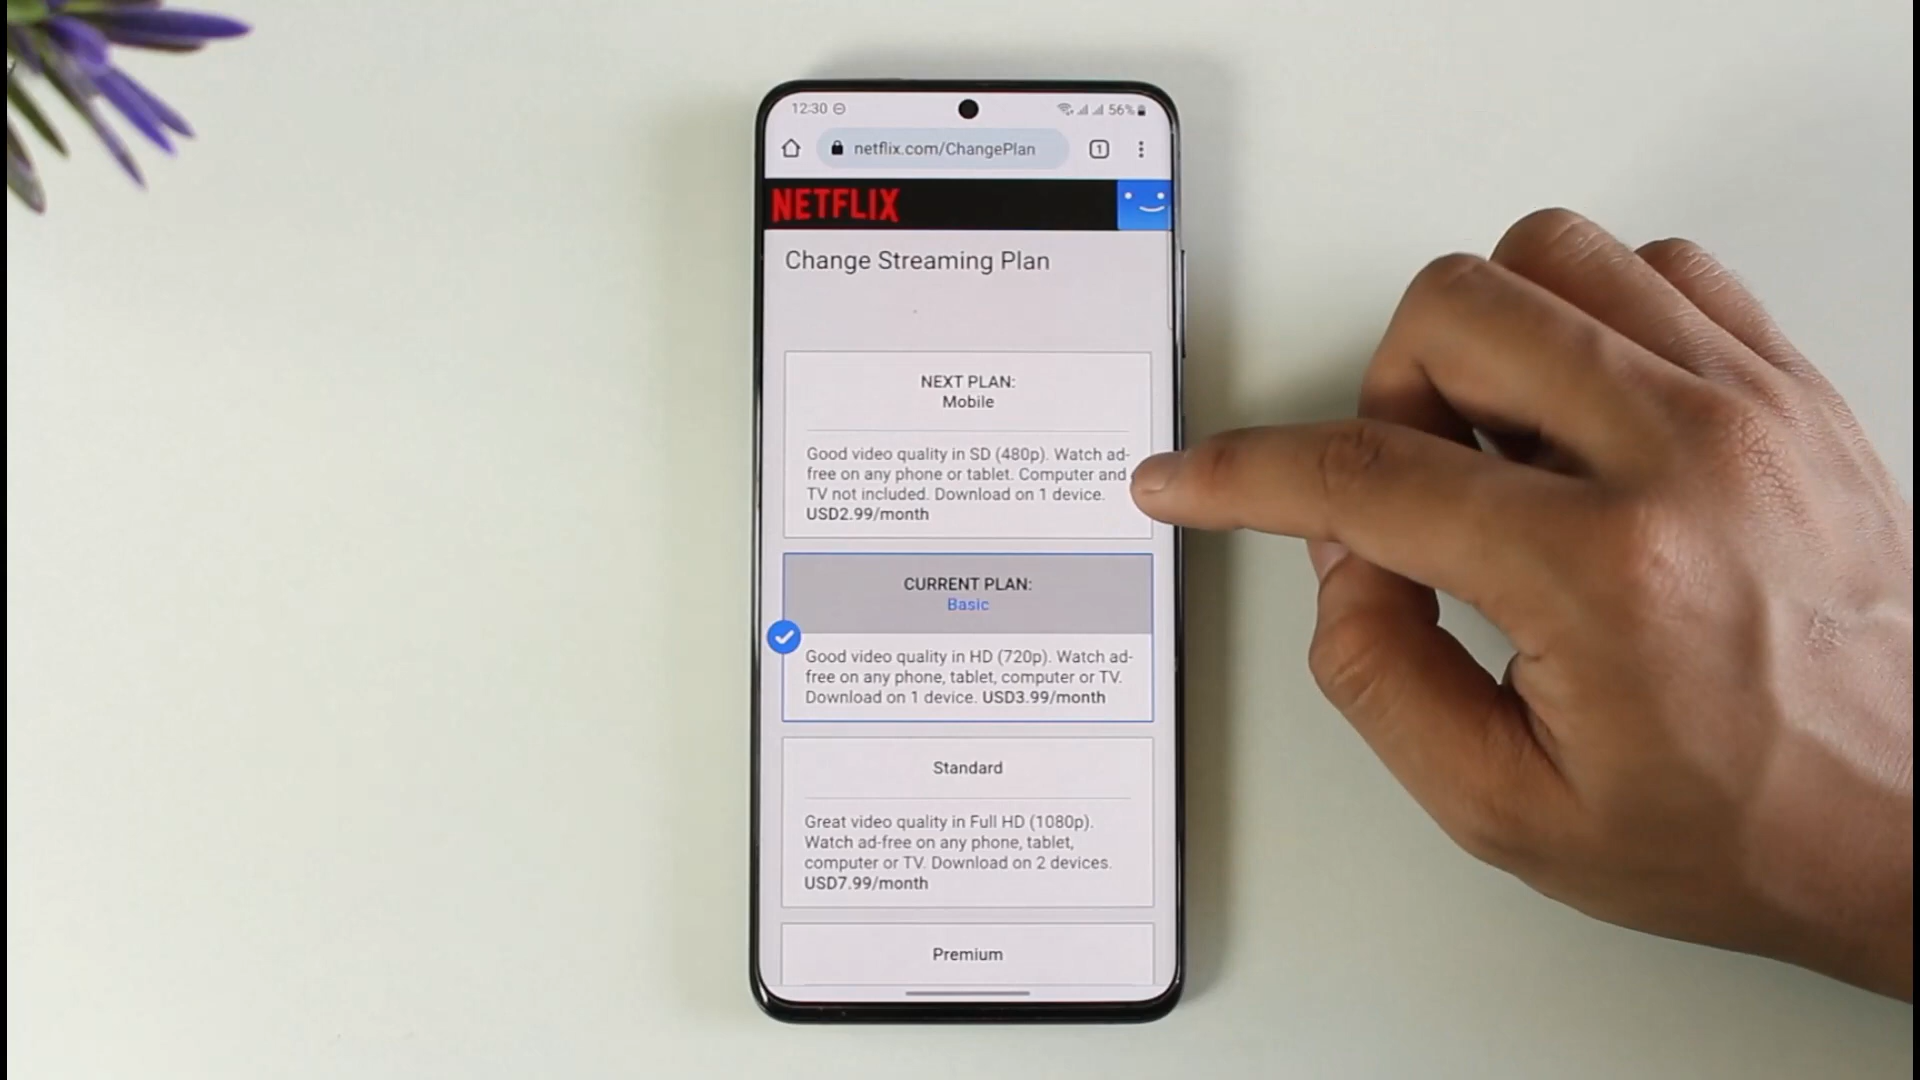 12:30
56%
netflix.com/ChangePlan
1
NETFLIX
Change Streaming Plan
NEXT PLAN:
Mobile
Good video quality in SD (480p). Watch ad-
free on any phone or tablet. Computer and
TV not included. Download on 1 device.
USD2.99/month
CURRENT PLAN:
Basic
Good video quality in HD (720p). Watch ad-
free on any phone, tablet, computer or TV.
Download on 1 device. USD3.99/month
Standard
Great video quality in Full HD (1080p).
Watch ad-free on any phone, tablet,
computer or TV. Download on 2 devices.
USD7.99/month
Premium